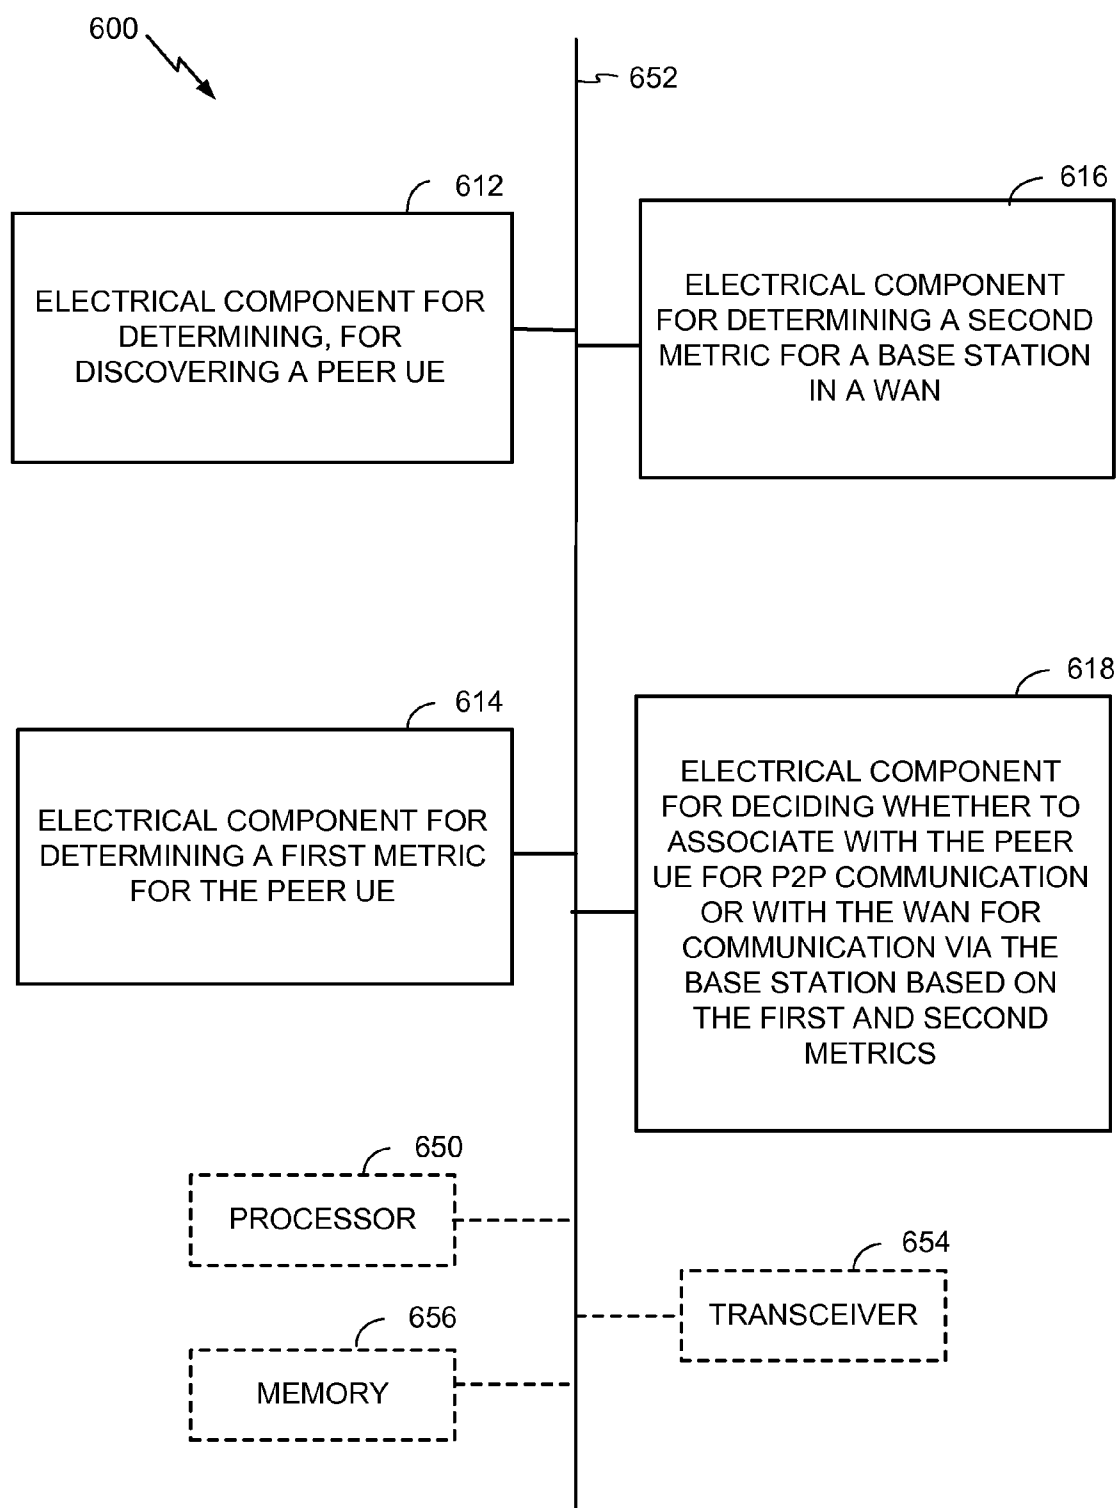 600
652
612
ELECTRICAL COMPONENT FOR
DETERMINING, FOR
DISCOVERING A PEER UE
616
ELECTRICAL COMPONENT
FOR DETERMINING A SECOND
METRIC FOR A BASE STATION
IN A WAN
614
ELECTRICAL COMPONENT FOR
DETERMINING A FIRST METRIC
FOR THE PEER UE
618
ELECTRICAL COMPONENT
FOR DECIDING WHETHER TO
ASSOCIATE WITH THE PEER
UE FOR P2P COMMUNICATION
OR WITH THE WAN FOR
COMMUNICATION VIA THE
BASE STATION BASED ON
THE FIRST AND SECOND
METRICS
650
PROCESSOR
654
TRANSCEIVER
656
MEMORY